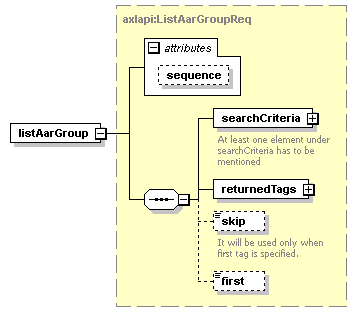 axlapi:ListAarGroupReq
attributes
sequence
listAarGroup
searchCriteria
At least one element under
searchCriteria has to be
mentioned
returnedTags
skip
It will be used only when
first tag is specified.
first